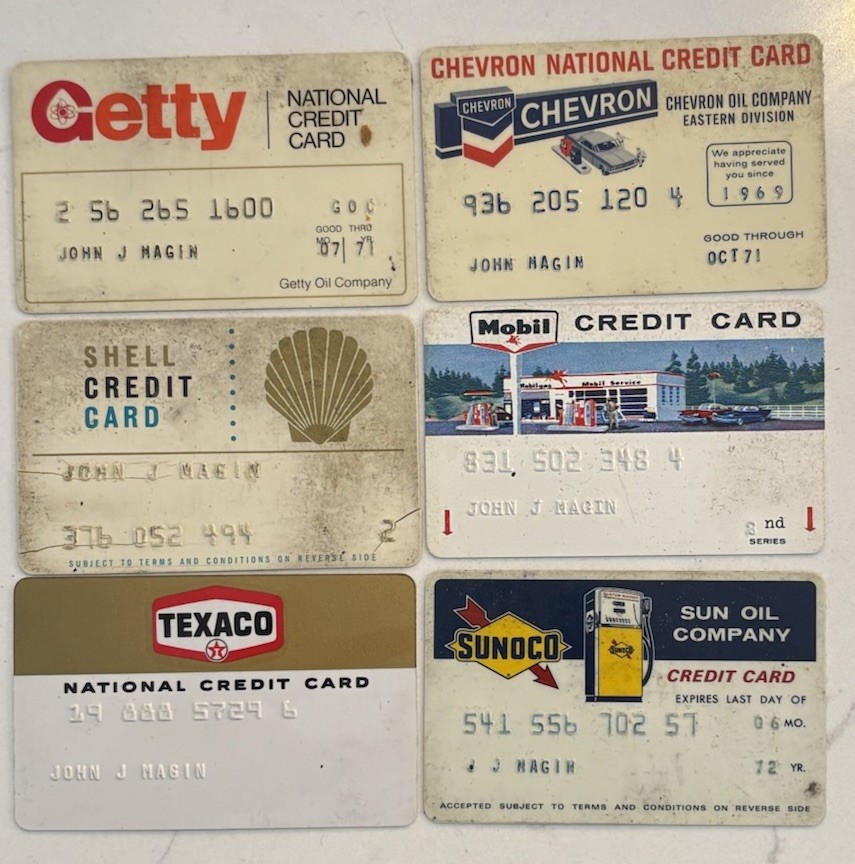 Getty
NATIONAL
CREDIT
CARD
2 56 265 1600
GOOD THRU
MO. YR.
07 71
JOHN J MAGIN
Getty Oil Company
CHEVRON NATIONAL CREDIT CARD
CHEVRON
CHEVRON
CHEVRON OIL COMPANY
EASTERN DIVISION
We appreciate
having served
you since
1969
936 205 120 4
GOOD THROUGH
OCT71
JOHN MAGIN
SHELL
CREDIT
CARD
JOHN J MAGIN
376 052 494 2
SUBJECT TO TERMS AND CONDITIONS ON REVERSE SIDE
Mobil CREDIT CARD
Mobilgas Mobil Service
831 502 348 4
JOHN J MAGIN
nd
SERIES
TEXACO
T
NATIONAL CREDIT CARD
19 888 5729 6
JOHN J MAGIN
SUNOCO
SUNOCO
SUN OIL
COMPANY
CREDIT CARD
EXPIRES LAST DAY OF
541 556 702 57 06 MO.
J J MAGIN 72 YR.
ACCEPTED SUBJECT TO TERMS AND CONDITIONS ON REVERSE SIDE